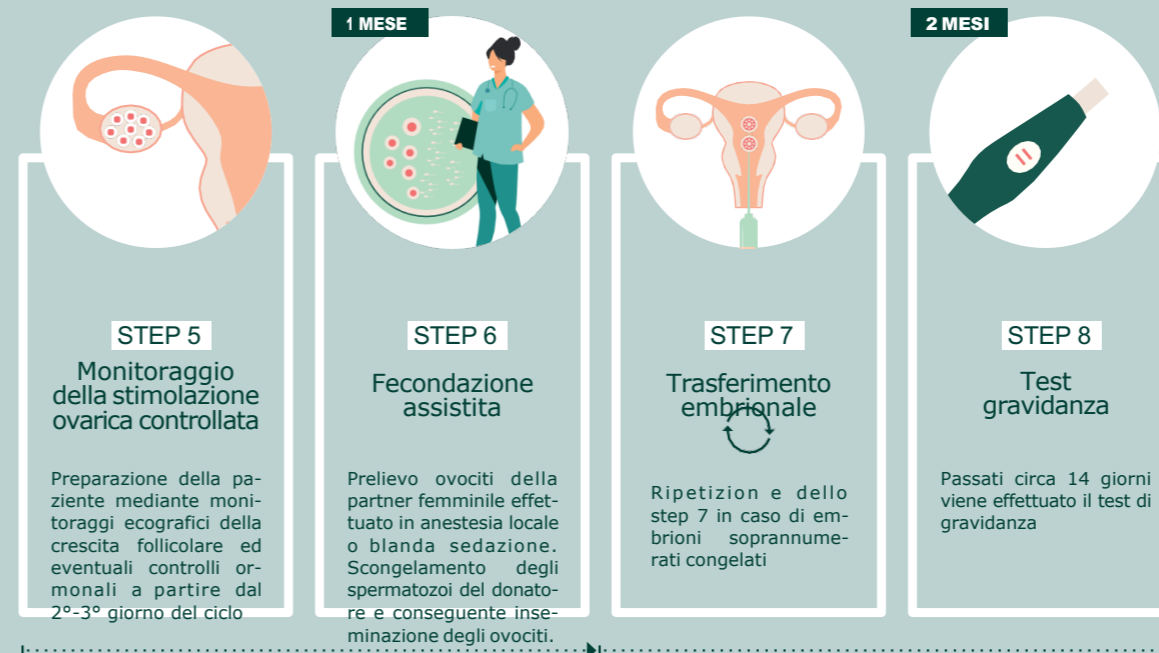 1 MESE
2 MESI
STEP 5
Monitoraggio
della stimolazione
ovarica controllata
Preparazione della pa-
ziente mediante moni-
toraggi ecografici della
crescita follicolare ed
eventuali controlli or-
monali a partire dal
2°-3° giorno del ciclo
STEP 6
Fecondazione
assistita
Prelievo ovociti della
partner femminile effet-
tuato in anestesia locale
o blanda sedazione.
Scongelamento degli
spermatozoi del donato-
re e conseguente inse-
minazione degli ovociti.
STEP 7
Trasferimento
embrionale
Ripetizion e dello
step 7 in caso di em-
brioni soprannume-
rati congelati
STEP 8
Test
gravidanza
Passati circa 14 giorni
viene effettuato il test di
gravidanza